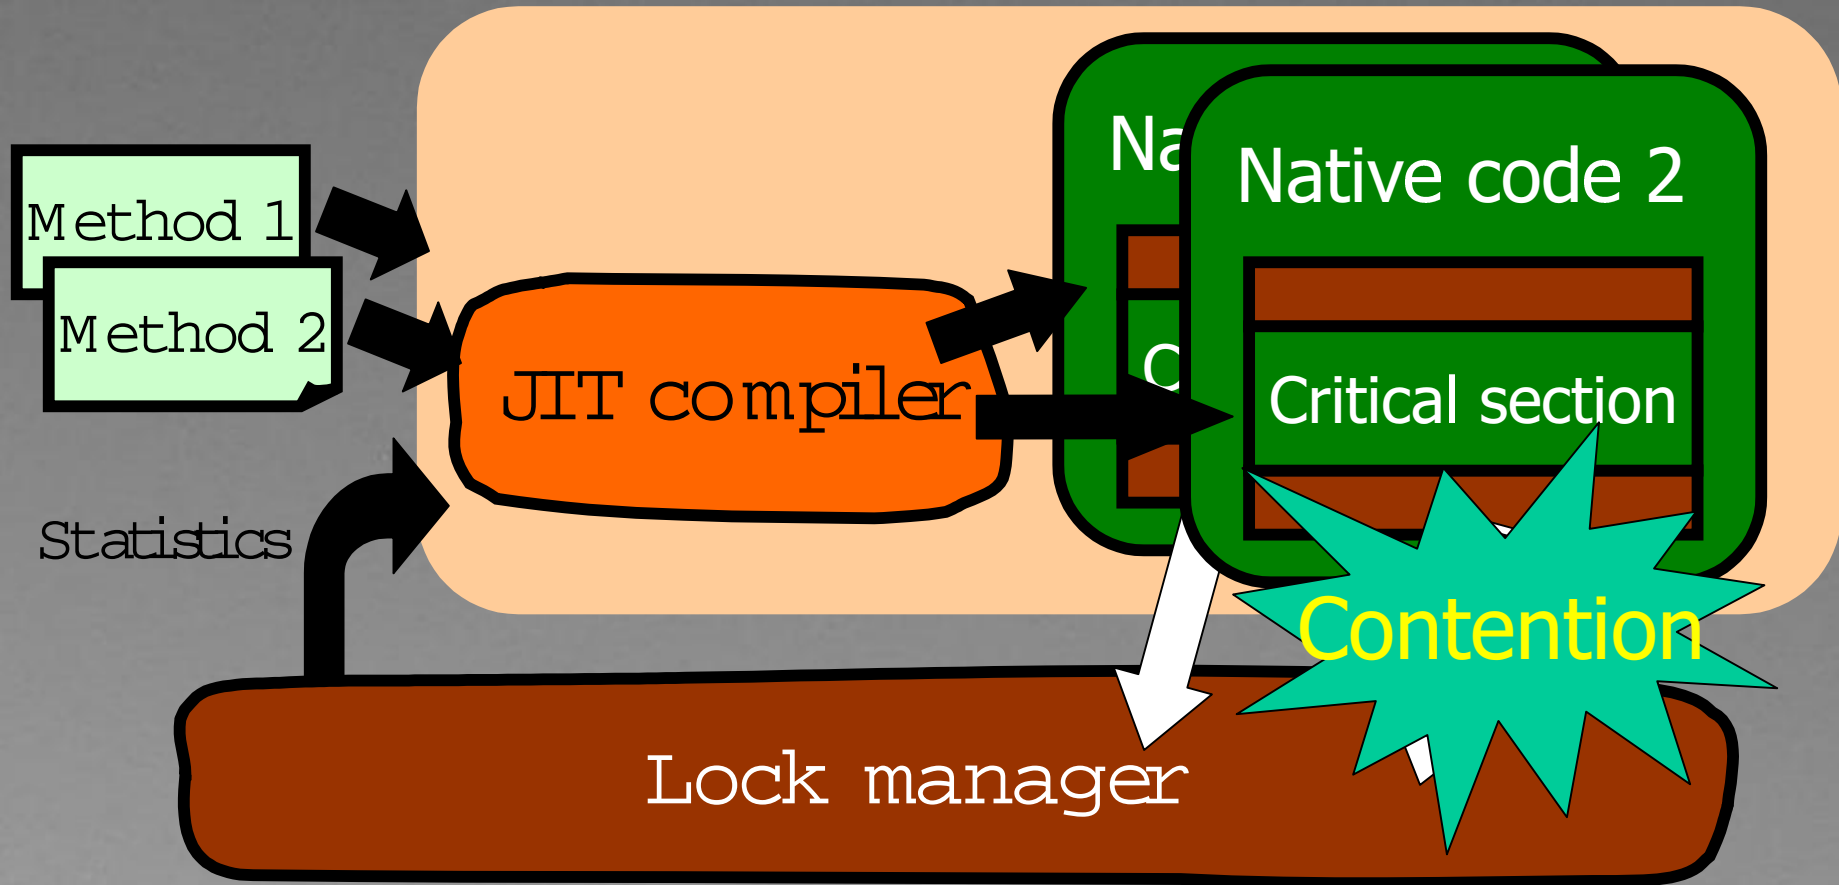 Native code 2
Method 1
Method 2
JIT compiler
Critical section
Statistics
Contention
Lock manager